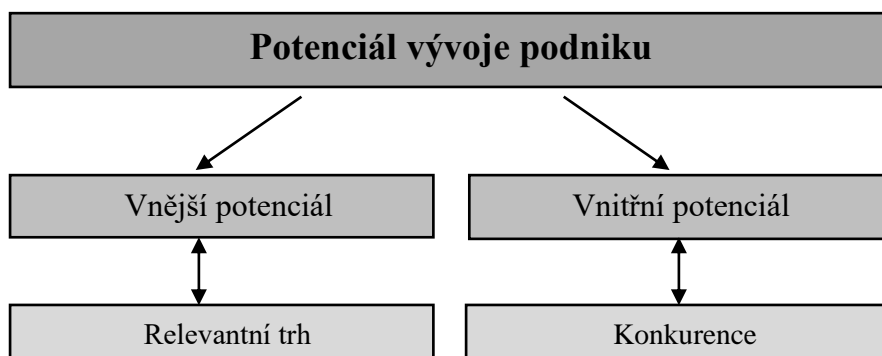 Potenciál vývoje podniku
Vnější potenciál
Vnitřní potenciál
Relevantní trh
Konkurence